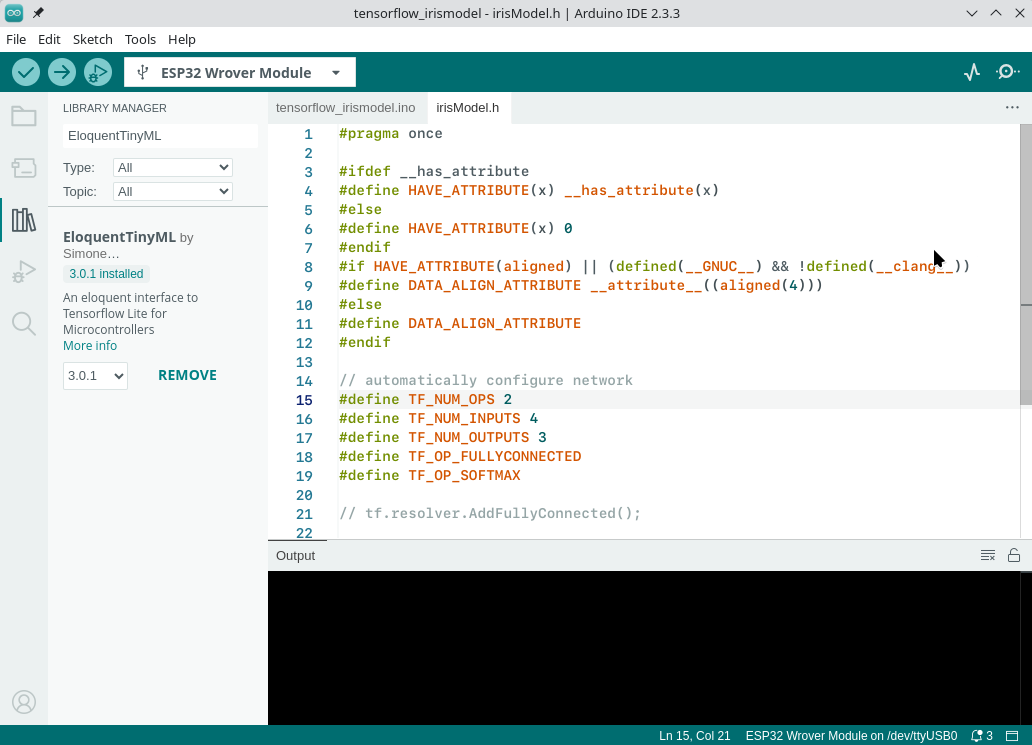 tensorflow_irismodel - irisModel.h | Arduino IDE 2.3.3
File Edit Sketch Tools Help
ESP32 Wrover Module
LIBRARY MANAGER
EloquentTinyML
Type: All
Topic: All
EloquentTinyML by
Simone…
3.0.1 installed
An eloquent interface to
Tensorflow Lite for
Microcontrollers
More info
3.0.1 REMOVE
tensorflow_irismodel.ino irisModel.h
1 #pragma once
2
3 #ifdef __has_attribute
4 #define HAVE_ATTRIBUTE(x) __has_attribute(x)
5 #else
6 #define HAVE_ATTRIBUTE(x) 0
7 #endif
8 #if HAVE_ATTRIBUTE(aligned) || (defined(__GNUC__) && !defined(__clang__))
9 #define DATA_ALIGN_ATTRIBUTE __attribute__((aligned(4)))
10 #else
11 #define DATA_ALIGN_ATTRIBUTE
12 #endif
13
14 // automatically configure network
15 #define TF_NUM_OPS 2
16 #define TF_NUM_INPUTS 4
17 #define TF_NUM_OUTPUTS 3
18 #define TF_OP_FULLYCONNECTED
19 #define TF_OP_SOFTMAX
20
21 // tf.resolver.AddFullyConnected();
22
Output
Ln 15, Col 21 ESP32 Wrover Module on /dev/ttyUSB0 3